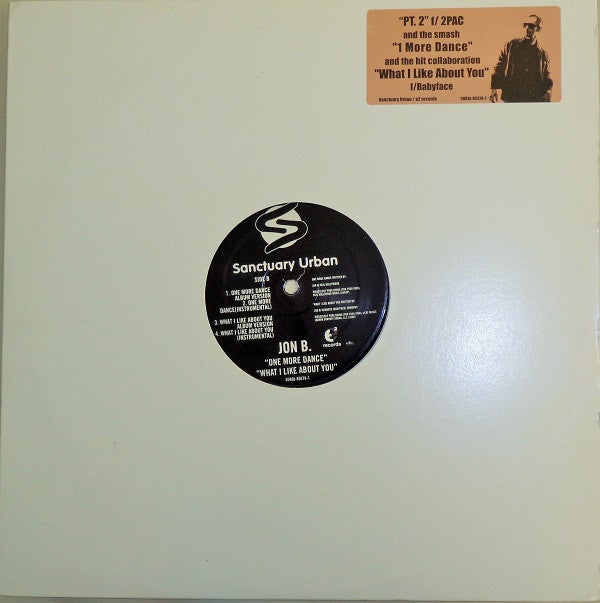 "PT. 2" f/ 2PAC
and the smash
"1 More Dance"
and the hit collaboration
"What I Like About You"
f/Babyface
Sanctuary Urban / e2 records
Sanctuary Urban
SIDE B
1. ONE MORE DANCE
ALBUM VERSION
2. ONE MORE
DANCE(INSTRUMENTAL)
3. WHAT I LIKE ABOUT YOU
ALBUM VERSION
4. WHAT I LIKE ABOUT YOU
(INSTRUMENTAL)
e2
records
JON B.
"ONE MORE DANCE"
"WHAT I LIKE ABOUT YOU"